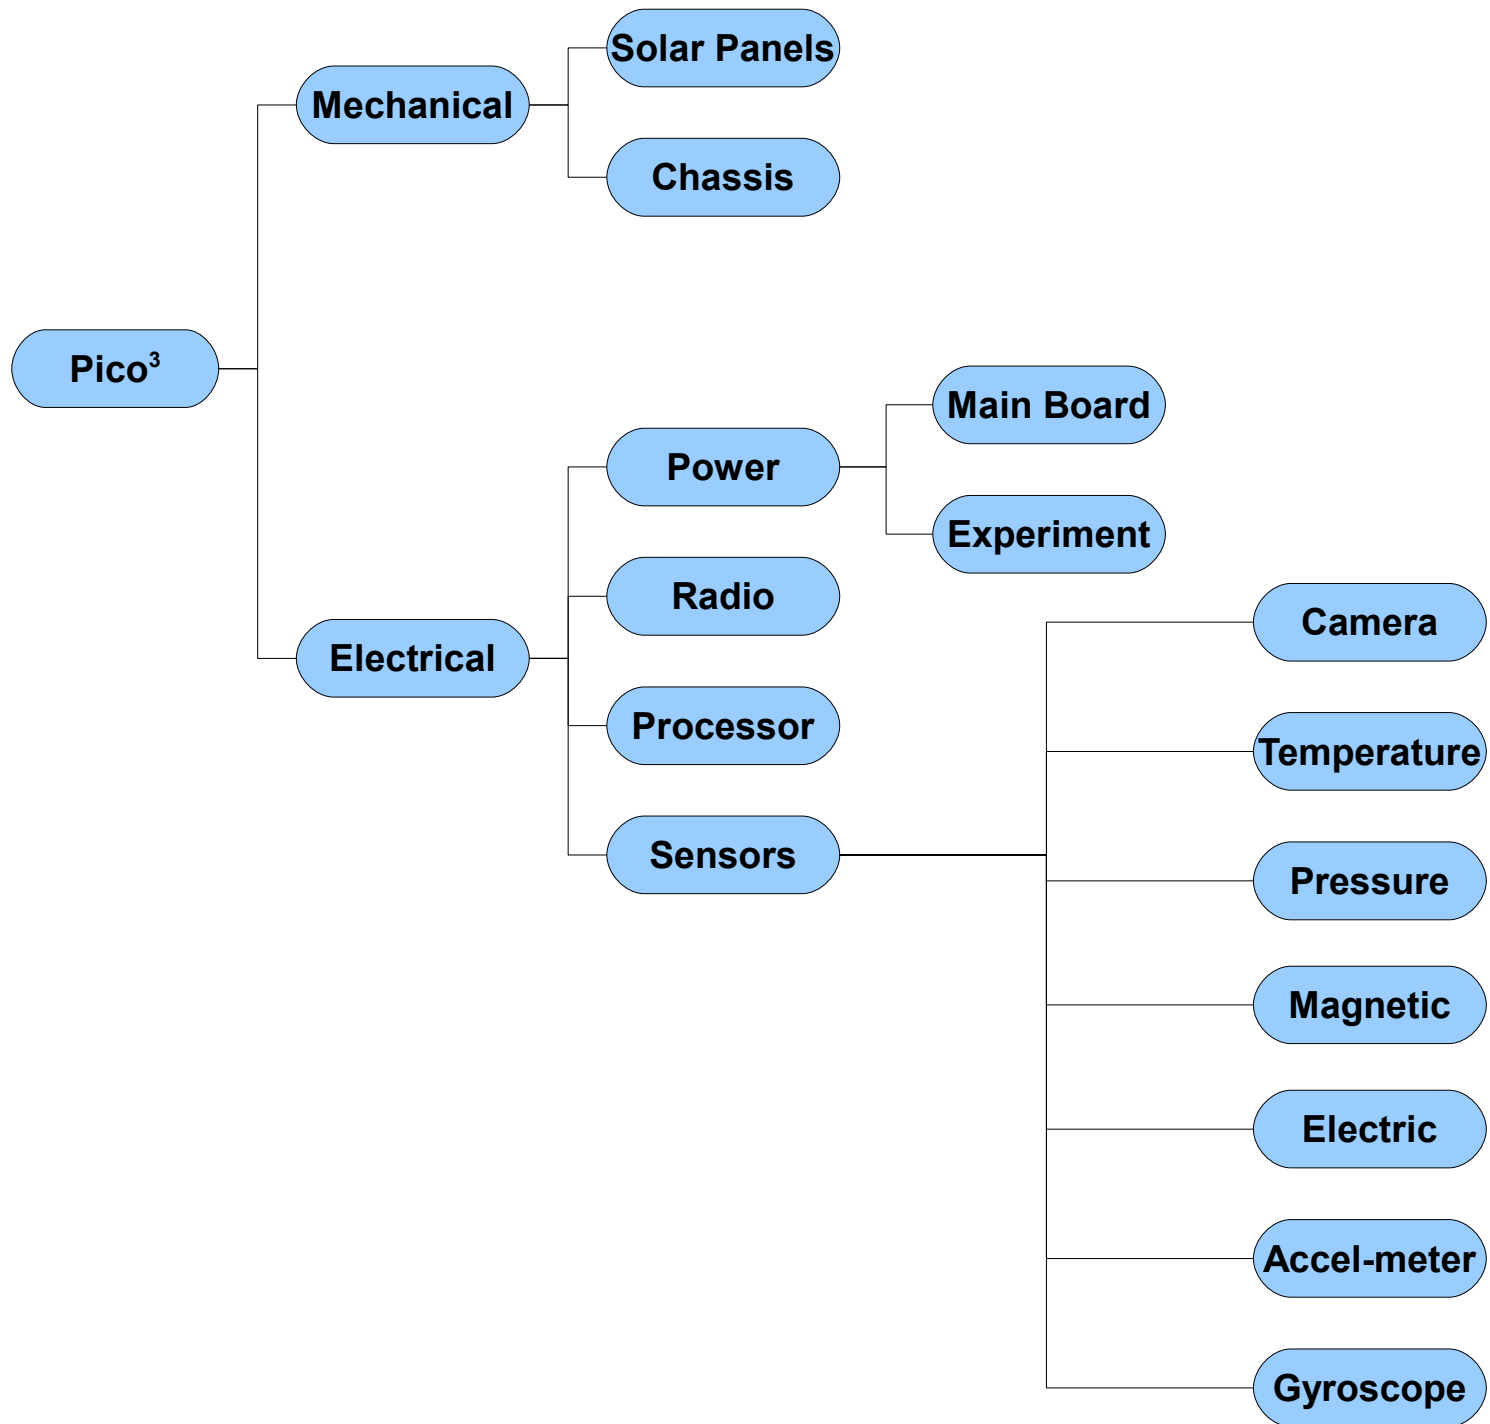 Solar Panels
Mechanical
Chassis
Pico³
Main Board
Power
Experiment
Radio
Camera
Electrical
Processor
Temperature
Sensors
Pressure
Magnetic
Electric
Accel-meter
Gyroscope